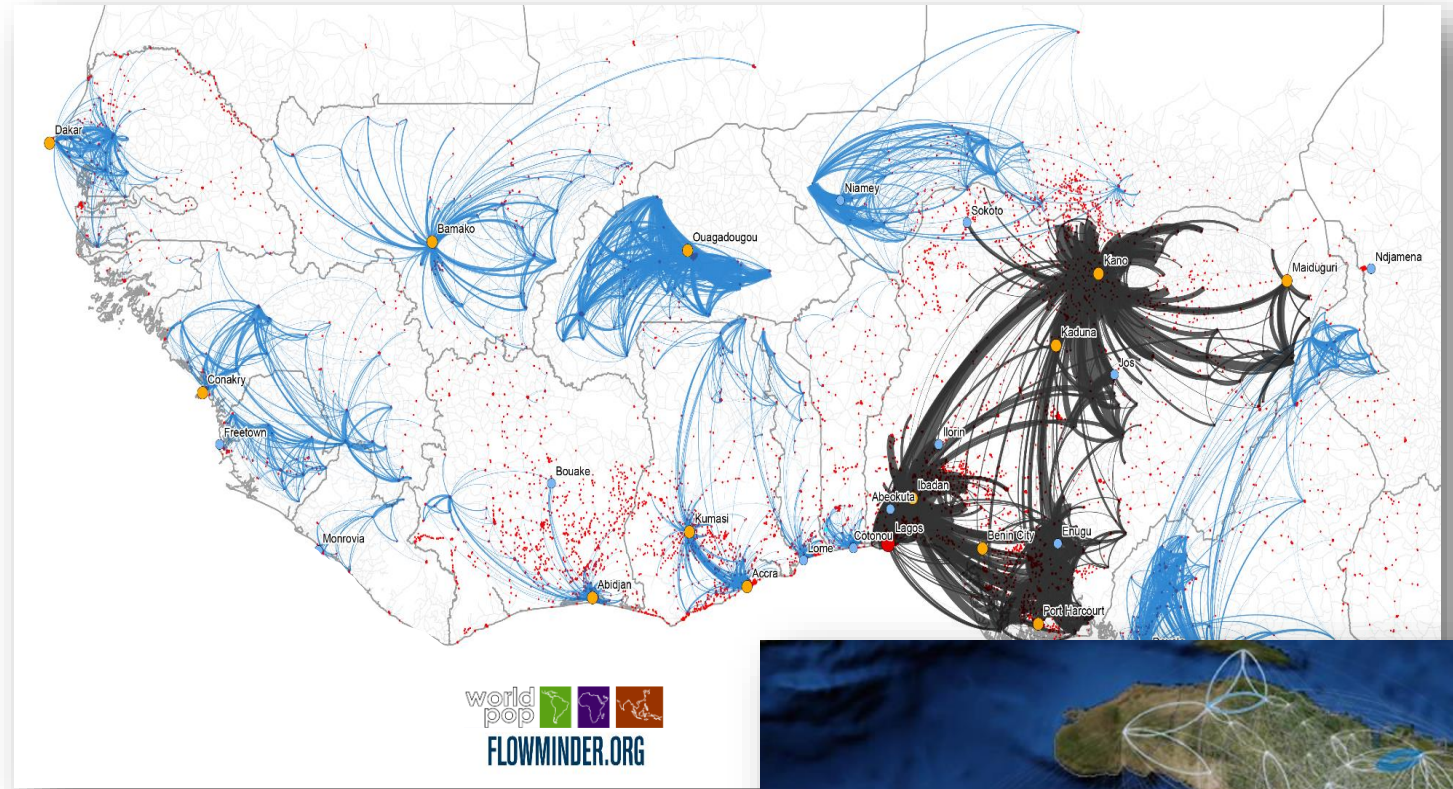 Dakar
Bamako
Niamey
Sokoto
Ouagadougou
Kano
Maiduguri
Ndjamena
Kaduna
Jos
Conakry
Freetown
Ilorin
Bouake
Ibadan
Abeokuta
Lagos
Kumasi
Cotonou
Benin City
Enugu
Monrovia
Lome
Accra
Abidjan
Port Harcourt
world
pop
FLOWMINDER.ORG